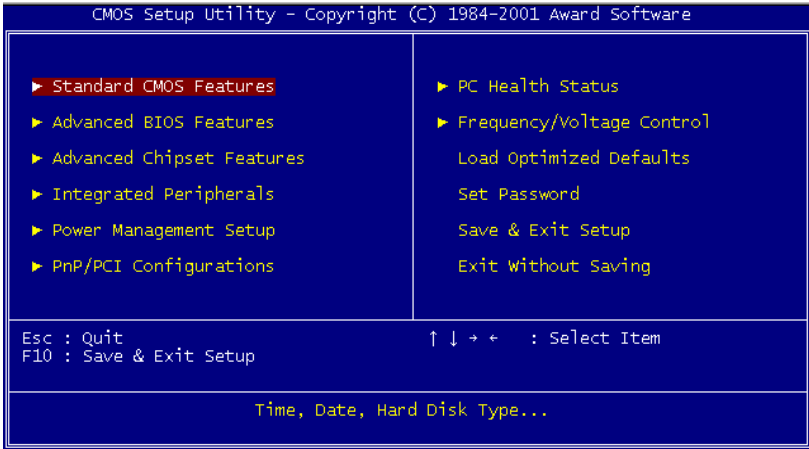 CMOS Setup Utility - Copyright (C) 1984-2001 Award Software
▶ Standard CMOS Features
▶ Advanced BIOS Features
▶ Advanced Chipset Features
▶ Integrated Peripherals
▶ Power Management Setup
▶ PnP/PCI Configurations
▶ PC Health Status
▶ Frequency/Voltage Control
Load Optimized Defaults
Set Password
Save & Exit Setup
Exit Without Saving
Esc : Quit
F10 : Save & Exit Setup
↑ ↓ → ← : Select Item
Time, Date, Hard Disk Type...